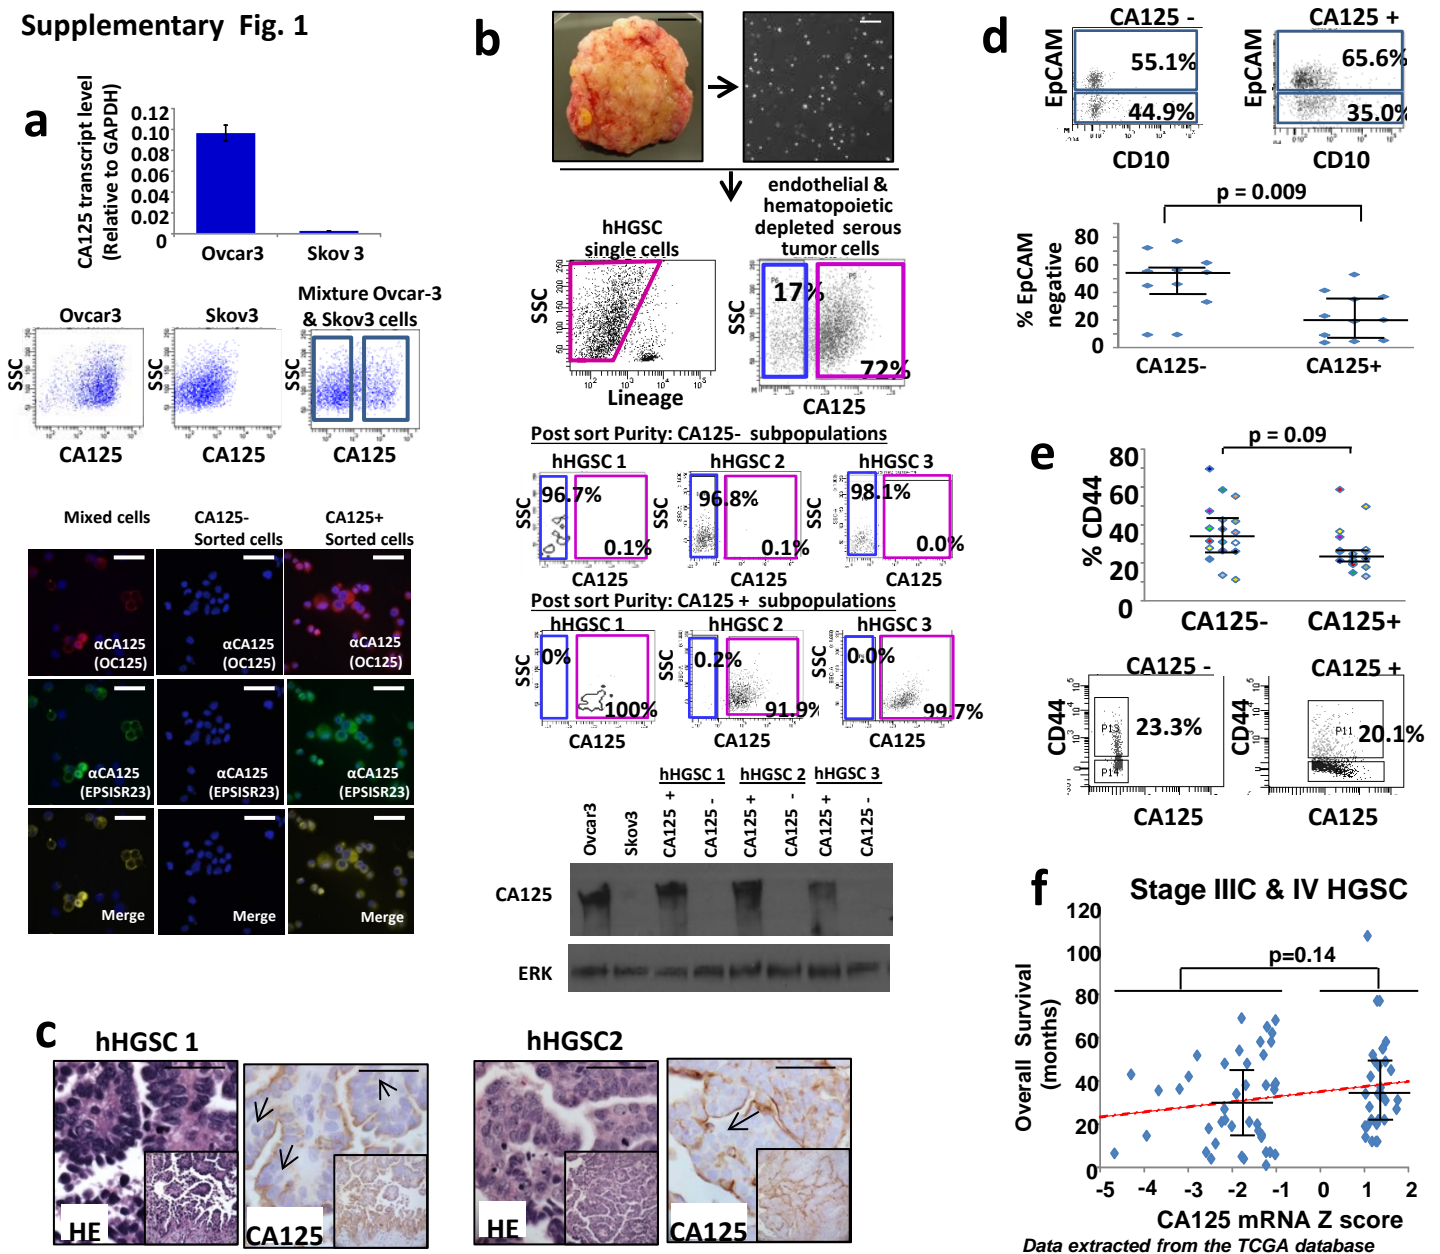 Supplementary Fig. 1
a
CA125 transcript level
(Relative to GAPDH)
0.12
0.10
0.08
0.06
0.04
0.02
0
Ovcar3 Skov 3
Ovcar3
Skov3
Mixture Ovcar-3
& Skov3 cells
SSC
SSC
SSC
CA125
CA125
CA125
Mixed cells
CA125-
Sorted cells
CA125+
Sorted cells
αCA125
(OC125)
αCA125
(OC125)
αCA125
(OC125)
αCA125
(EPSISR23)
αCA125
(EPSISR23)
αCA125
(EPSISR23)
Merge
Merge
Merge
b
hHGSC
single cells
endothelial &
hematopoietic
depleted serous
tumor cells
SSC
Lineage
SSC
17%
72%
CA125
Post sort Purity: CA125- subpopulations
hHGSC 1
hHGSC 2
hHGSC 3
SSC
96.7%
0.1%
SSC
96.8%
0.1%
SSC
98.1%
0.0%
CA125
CA125
CA125
Post sort Purity: CA125 + subpopulations
hHGSC 1
hHGSC 2
hHGSC 3
SSC
0%
100%
SSC
0.2%
91.9%
SSC
0.0%
99.7%
CA125
CA125
CA125
hHGSC 1
hHGSC 2
hHGSC 3
Ovcar3
Skov3
CA125 +
CA125 -
CA125 +
CA125 -
CA125 +
CA125 -
CA125
ERK
c
hHGSC 1
hHGSC2
HE
CA125
HE
CA125
d
CA125 -
CA125 +
EpCAM
55.1%
44.9%
CD10
EpCAM
65.6%
35.0%
CD10
p = 0.009
% EpCAM
negative
80
60
40
20
0
CA125-
CA125+
e
p = 0.09
% CD44
80
60
40
20
0
CA125-
CA125+
CA125 -
CA125 +
CD44
P13
P14
23.3%
CA125
CD44
P11
20.1%
CA125
f
Stage IIIC & IV HGSC
p=0.14
Overall Survival
(months)
120
100
80
60
40
20
0
-5 -4 -3 -2 -1 0 1 2
CA125 mRNA Z score
Data extracted from the TCGA database